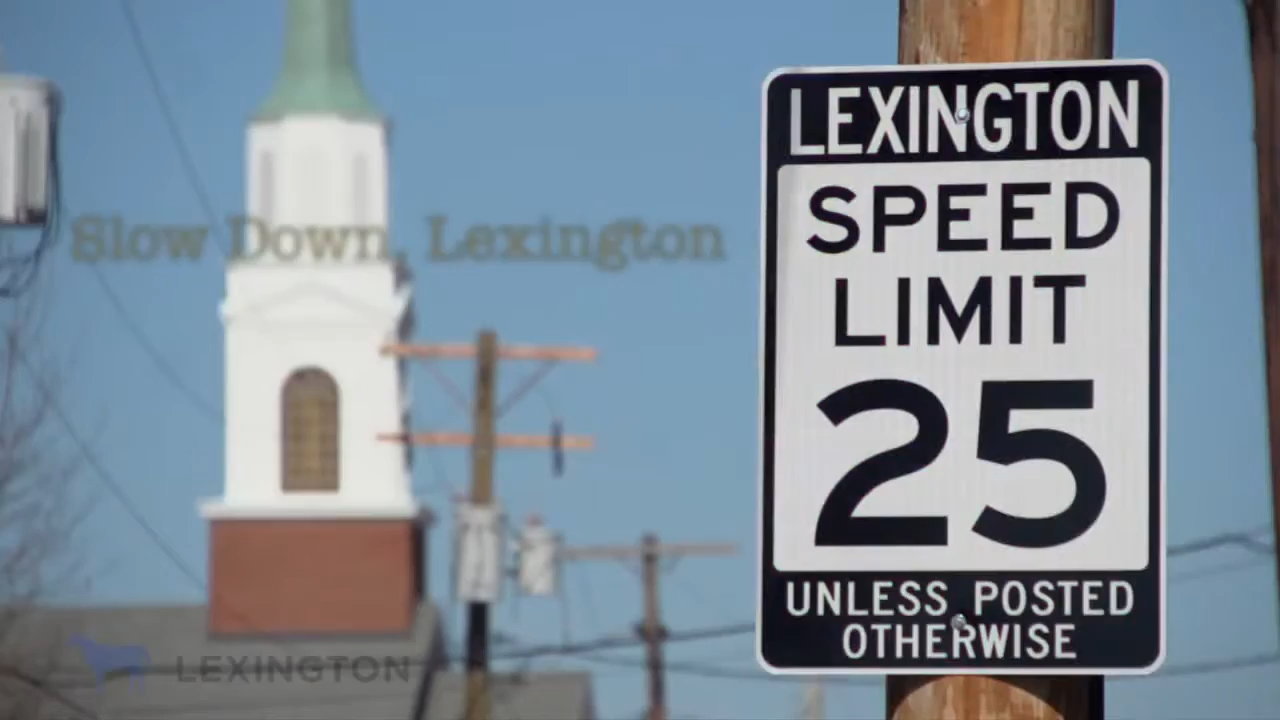 LEXINGTON
SPEED
LIMIT
25
UNLESS POSTED
OTHERWISE
Slow Down, Lexington
LEXINGTON